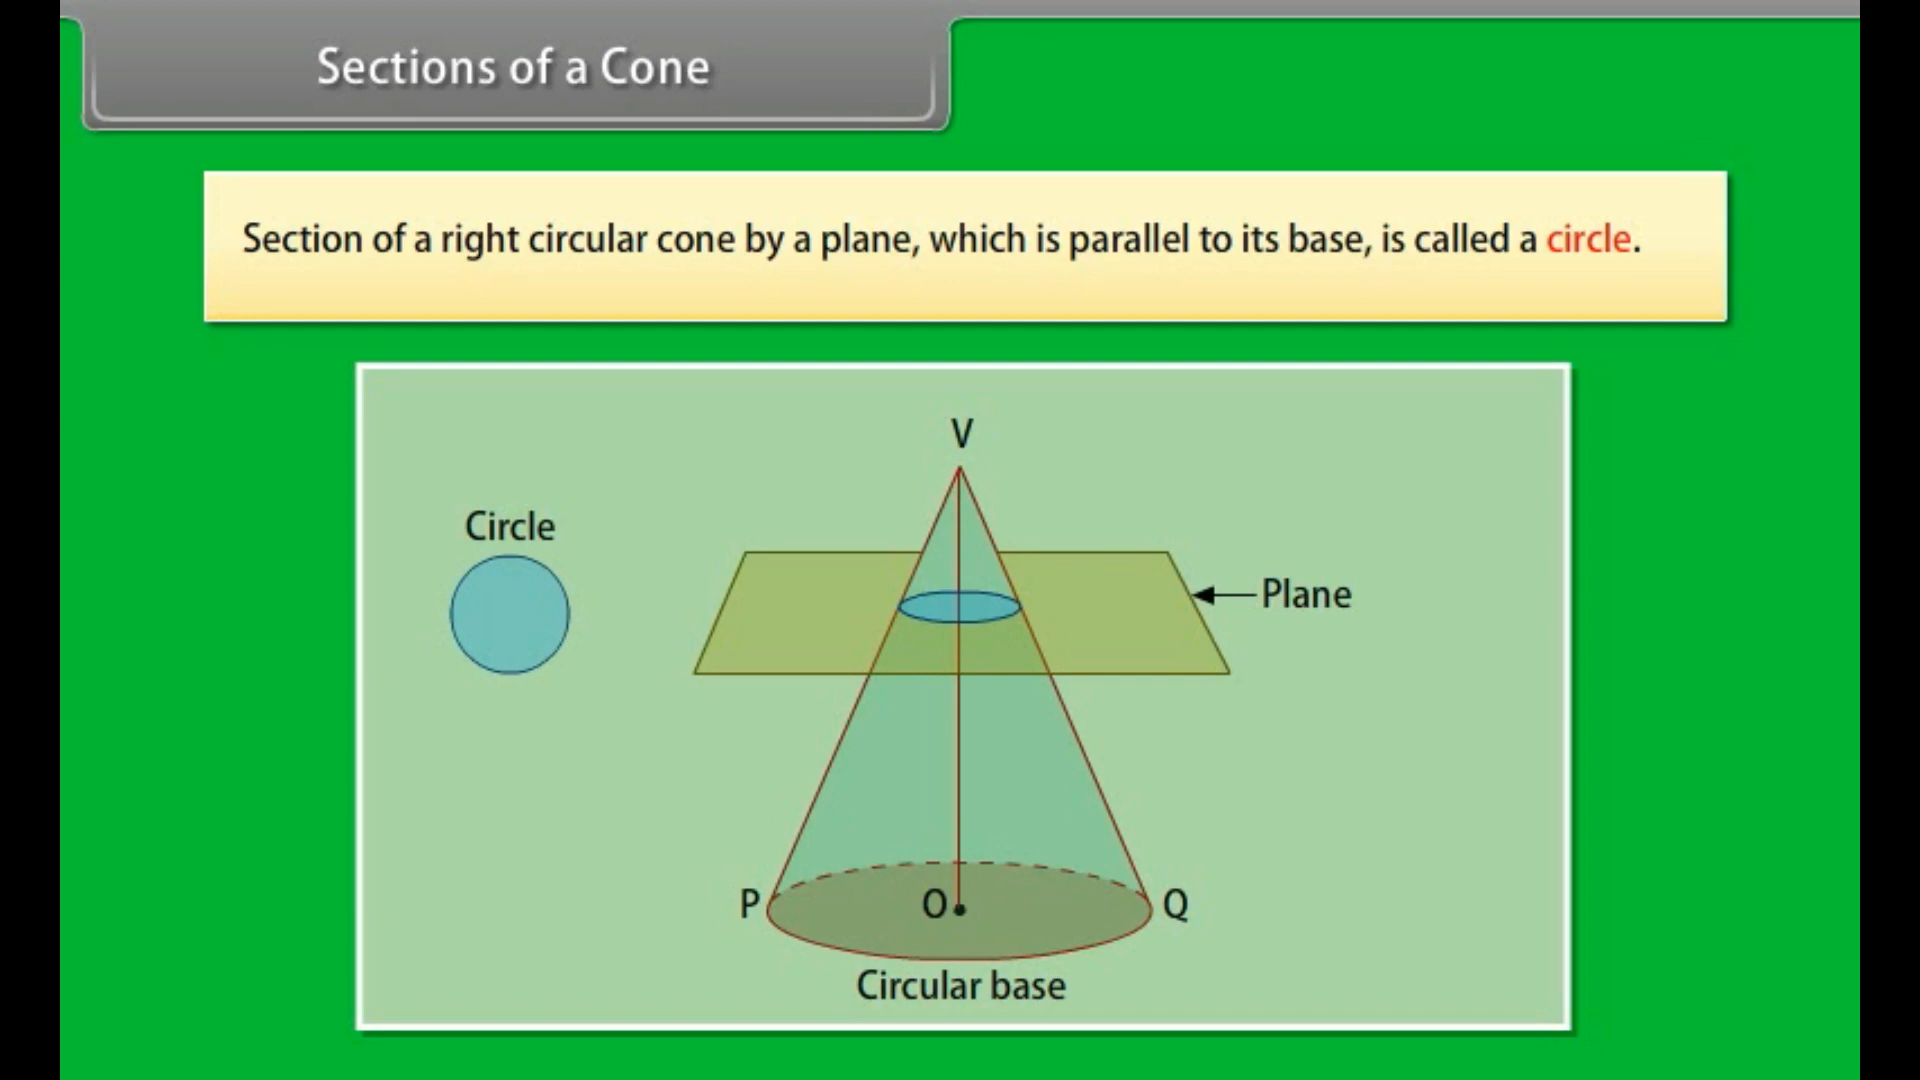 Sections of a Cone
Section of a right circular cone by a plane, which is parallel to its base, is called a circle.
V
Circle
Plane
P
O
Q
Circular base